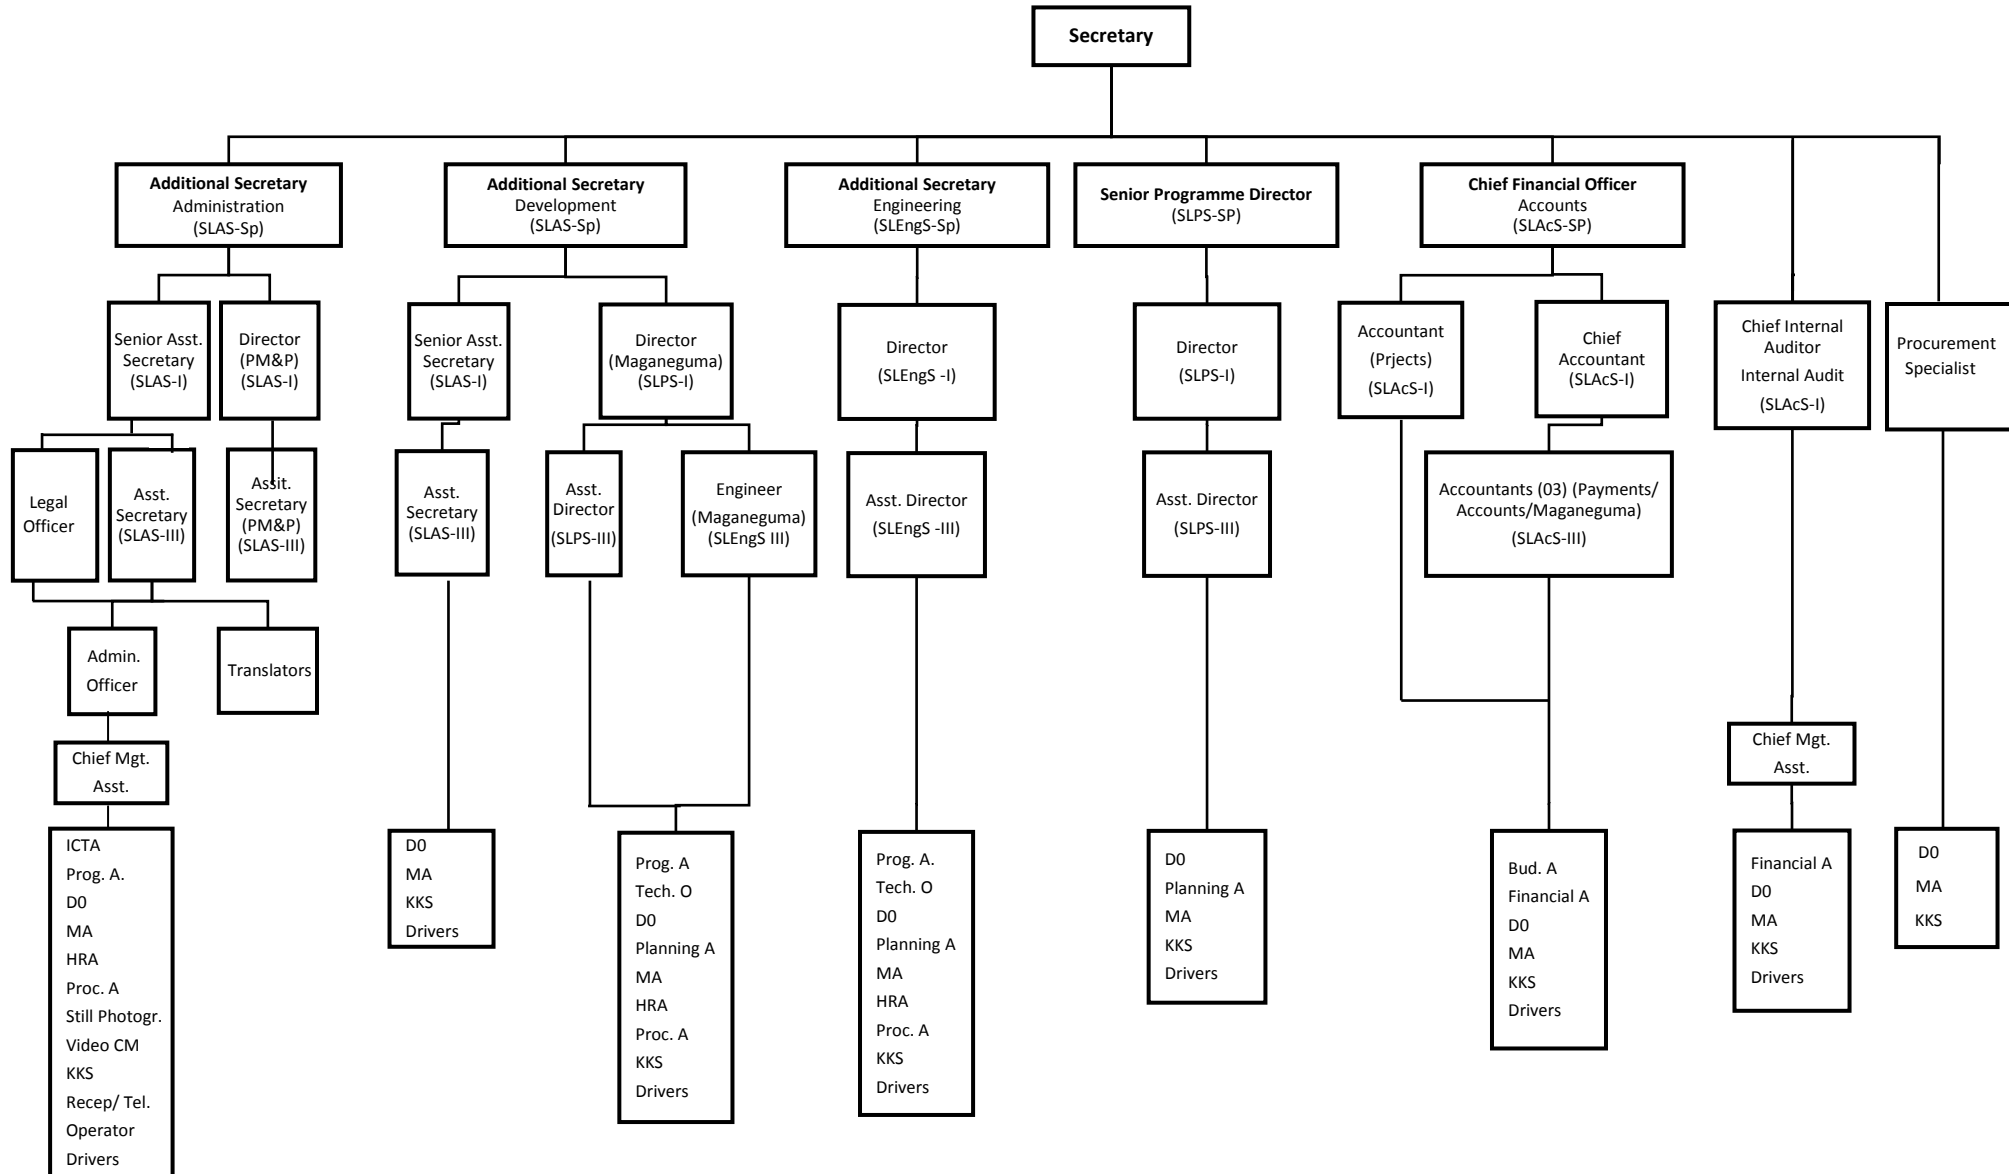 Secretary
Additional Secretary
Administration
(SLAS-Sp)
Additional Secretary
Development
(SLAS-Sp)
Additional Secretary
Engineering
(SLEngS-Sp)
Senior Programme Director
(SLPS-SP)
Chief Financial Officer
Accounts
(SLAcS-SP)
Senior Asst.
Secretary
(SLAS-I)
Director
(PM&P)
(SLAS-I)
Senior Asst.
Secretary
(SLAS-I)
Director
(Maganeguma)
(SLPS-I)
Director
(SLEngS -I)
Director
(SLPS-I)
Accountant
(Prjects)
(SLAcS-I)
Chief
Accountant
(SLAcS-I)
Chief Internal
Auditor
Internal Audit
(SLAcS-I)
Procurement
Specialist
Legal
Officer
Asst.
Secretary
(SLAS-III)
Assit.
Secretary
(PM&P)
(SLAS-III)
Asst.
Secretary
(SLAS-III)
Asst.
Director
(SLPS-III)
Engineer
(Maganeguma)
(SLEngS III)
Asst. Director
(SLEngS -III)
Asst. Director
(SLPS-III)
Accountants (03) (Payments/
Accounts/Maganeguma)
(SLAcS-III)
Admin.
Officer
Translators
Chief Mgt.
Asst.
Chief Mgt.
Asst.
ICTA
Prog. A.
D0
MA
HRA
Proc. A
Still Photogr.
Video CM
KKS
Recep/ Tel.
Operator
Drivers
D0
MA
KKS
Drivers
Prog. A
Tech. O
D0
Planning A
MA
HRA
Proc. A
KKS
Drivers
Prog. A.
Tech. O
D0
Planning A
MA
HRA
Proc. A
KKS
Drivers
D0
Planning A
MA
KKS
Drivers
Bud. A
Financial A
D0
MA
KKS
Drivers
Financial A
D0
MA
KKS
Drivers
D0
MA
KKS